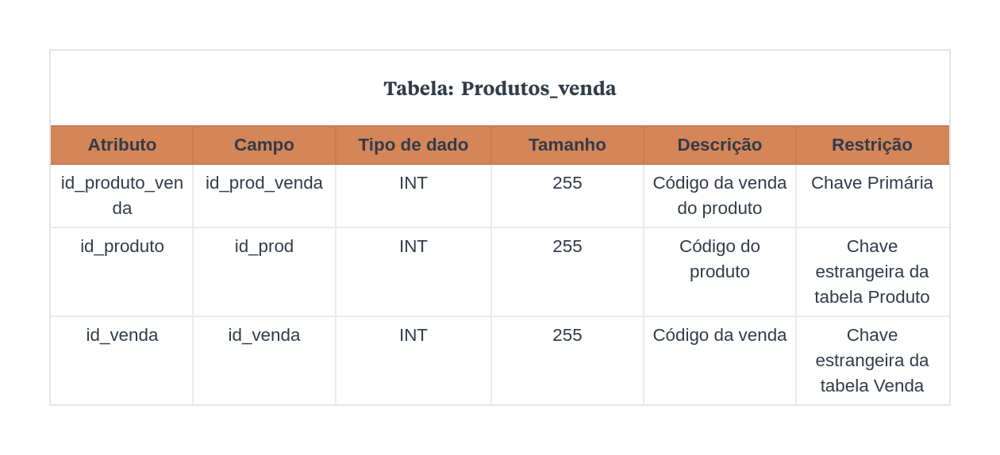 Tabela: Produtos_venda
Atributo Campo Tipo de dado Tamanho Descrição Restrição
id_produto_ven id_prod_venda INT 255 Código da venda Chave Primária
da do produto
id_produto id_prod INT 255 Código do Chave
produto estrangeira da
tabela Produto
id_venda id_venda INT 255 Código da venda Chave
estrangeira da
tabela Venda